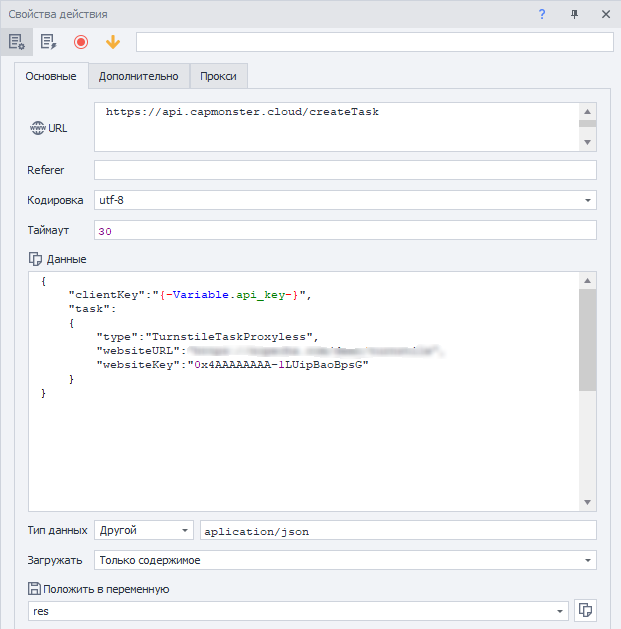 Свойства действия
Основные
Дополнительно
Прокси
URL
https://api.capmonster.cloud/createTask
Referer
Кодировка
utf-8
Таймаут
30
Данные
{
"clientKey":"{-Variable.api_key-}",
"task":
{
"type":"TurnstileTaskProxyless",
"websiteURL":
"websiteKey":"0x4AAAAAAAA-1LUipBaoBpsG"
}
}
Тип данных
Другой
aplication/json
Загружать
Только содержимое
Положить в переменную
res